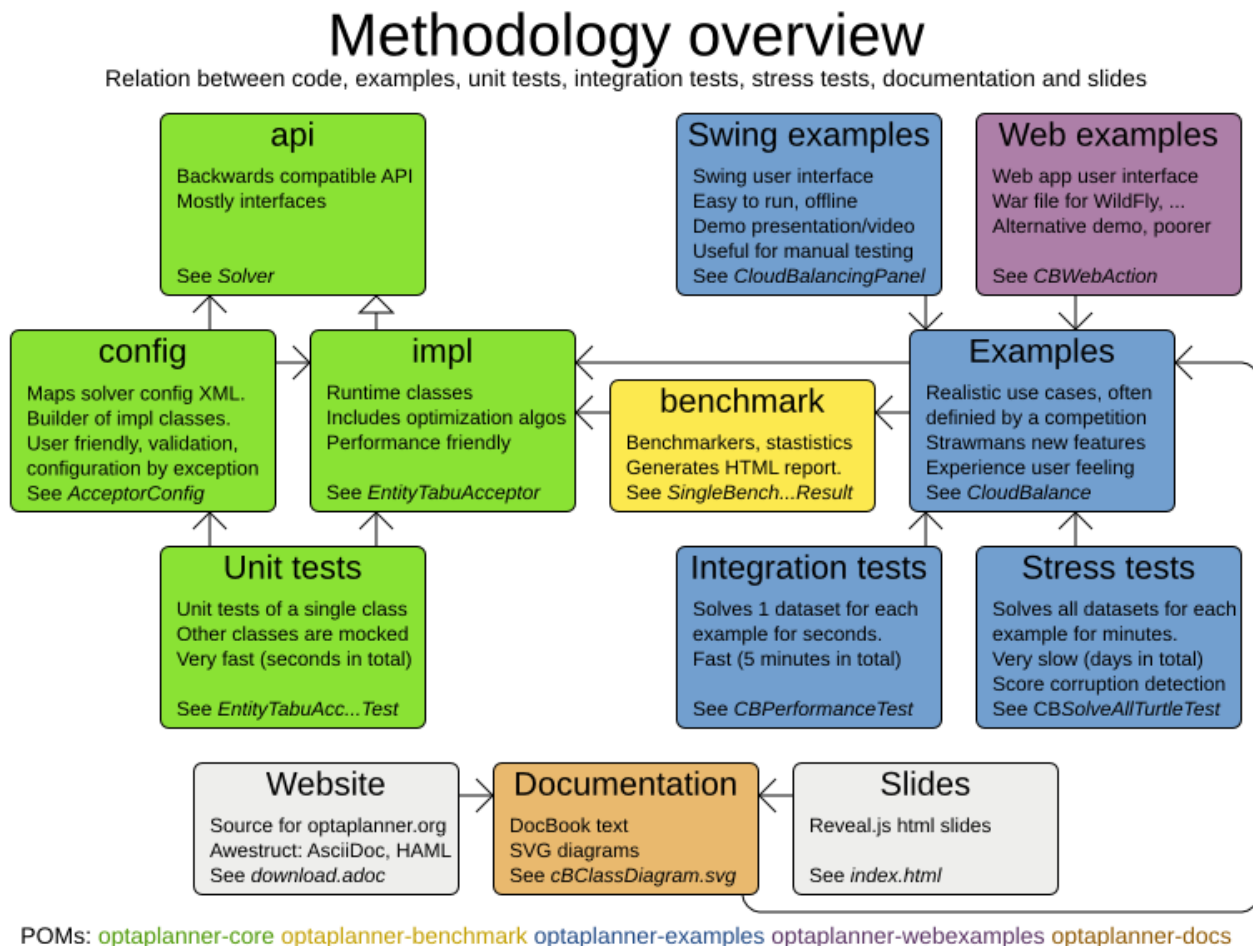 Methodology overview
Relation between code, examples, unit tests, integration tests, stress tests, documentation and slides
api
Backwards compatible API
Mostly interfaces
See Solver
Swing examples
Swing user interface
Easy to run, offline
Demo presentation/video
Useful for manual testing
See CloudBalancingPanel
Web examples
Web app user interface
War file for WildFly, ...
Alternative demo, poorer
See CBWebAction
config
Maps solver config XML.
Builder of impl classes.
User friendly, validation,
configuration by exception
See AcceptorConfig
impl
Runtime classes
Includes optimization algos
Performance friendly
See EntityTabuAcceptor
benchmark
Benchmarkers, stastistics
Generates HTML report.
See SingleBench...Result
Examples
Realistic use cases, often
definied by a competition
Strawmans new features
Experience user feeling
See CloudBalance
Unit tests
Unit tests of a single class
Other classes are mocked
Very fast (seconds in total)
See EntityTabuAcc...Test
Integration tests
Solves 1 dataset for each
example for seconds.
Fast (5 minutes in total)
See CBPerformanceTest
Stress tests
Solves all datasets for each
example for minutes.
Very slow (days in total)
Score corruption detection
See CBSolveAllTurtleTest
Website
Source for optaplanner.org
Awestruct: AsciiDoc, HAML
See download.adoc
Documentation
DocBook text
SVG diagrams
See cBClassDiagram.svg
Slides
Reveal.js html slides
See index.html
POMs: optaplanner-core optaplanner-benchmark optaplanner-examples optaplanner-webexamples optaplanner-docs